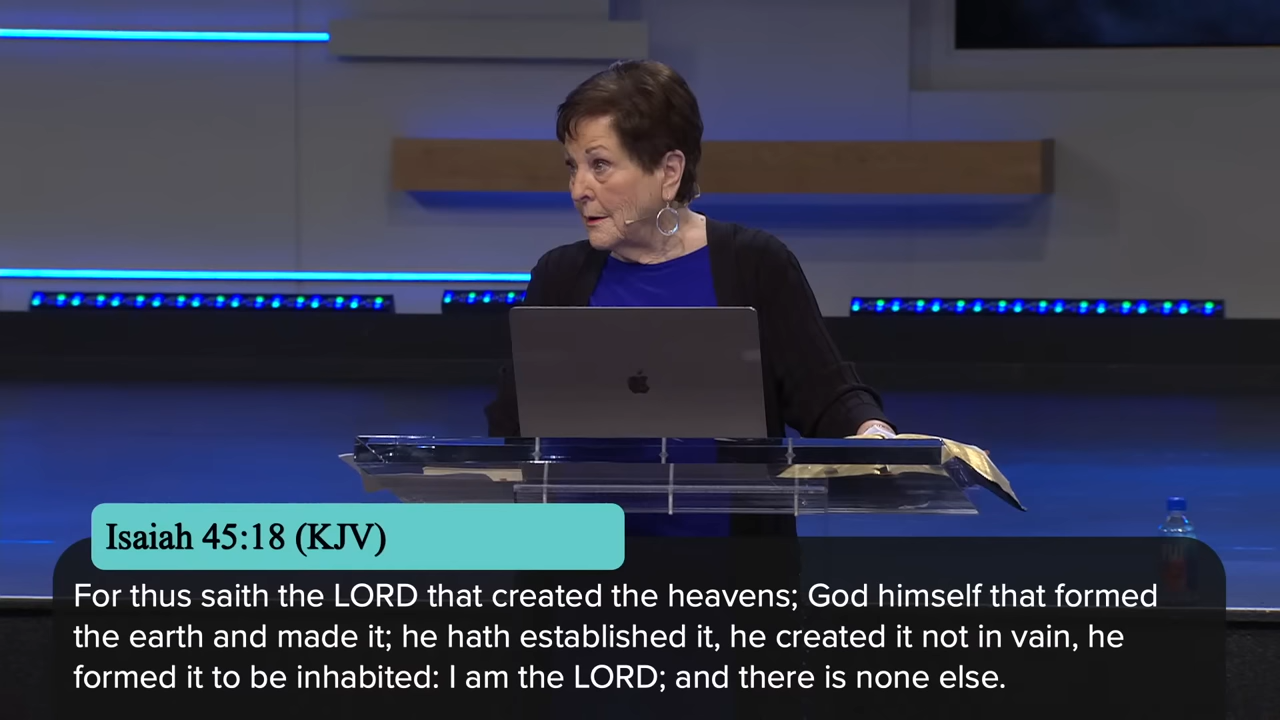 Isaiah 45:18 (KJV)
For thus saith the LORD that created the heavens; God himself that formed
the earth and made it; he hath established it, he created it not in vain, he
formed it to be inhabited: I am the LORD; and there is none else.